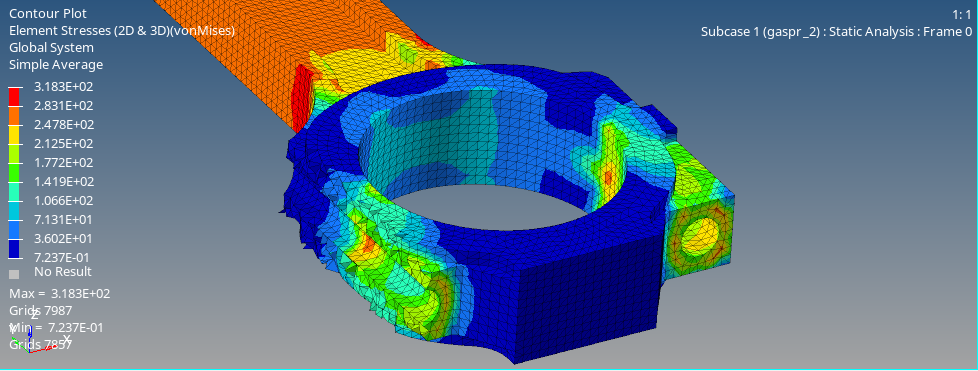 Contour Plot
Element Stresses (2D & 3D)(vonMises)
Global System
Simple Average
3.183E+02
2.831E+02
2.478E+02
2.125E+02
1.772E+02
1.419E+02
1.066E+02
7.131E+01
3.602E+01
7.237E-01
No Result
Max = 3.183E+02
Grids 7987
Min = 7.237E-01
Grids 7857
Z
Y
X
1: 1
Subcase 1 (gaspr_2) : Static Analysis : Frame 0